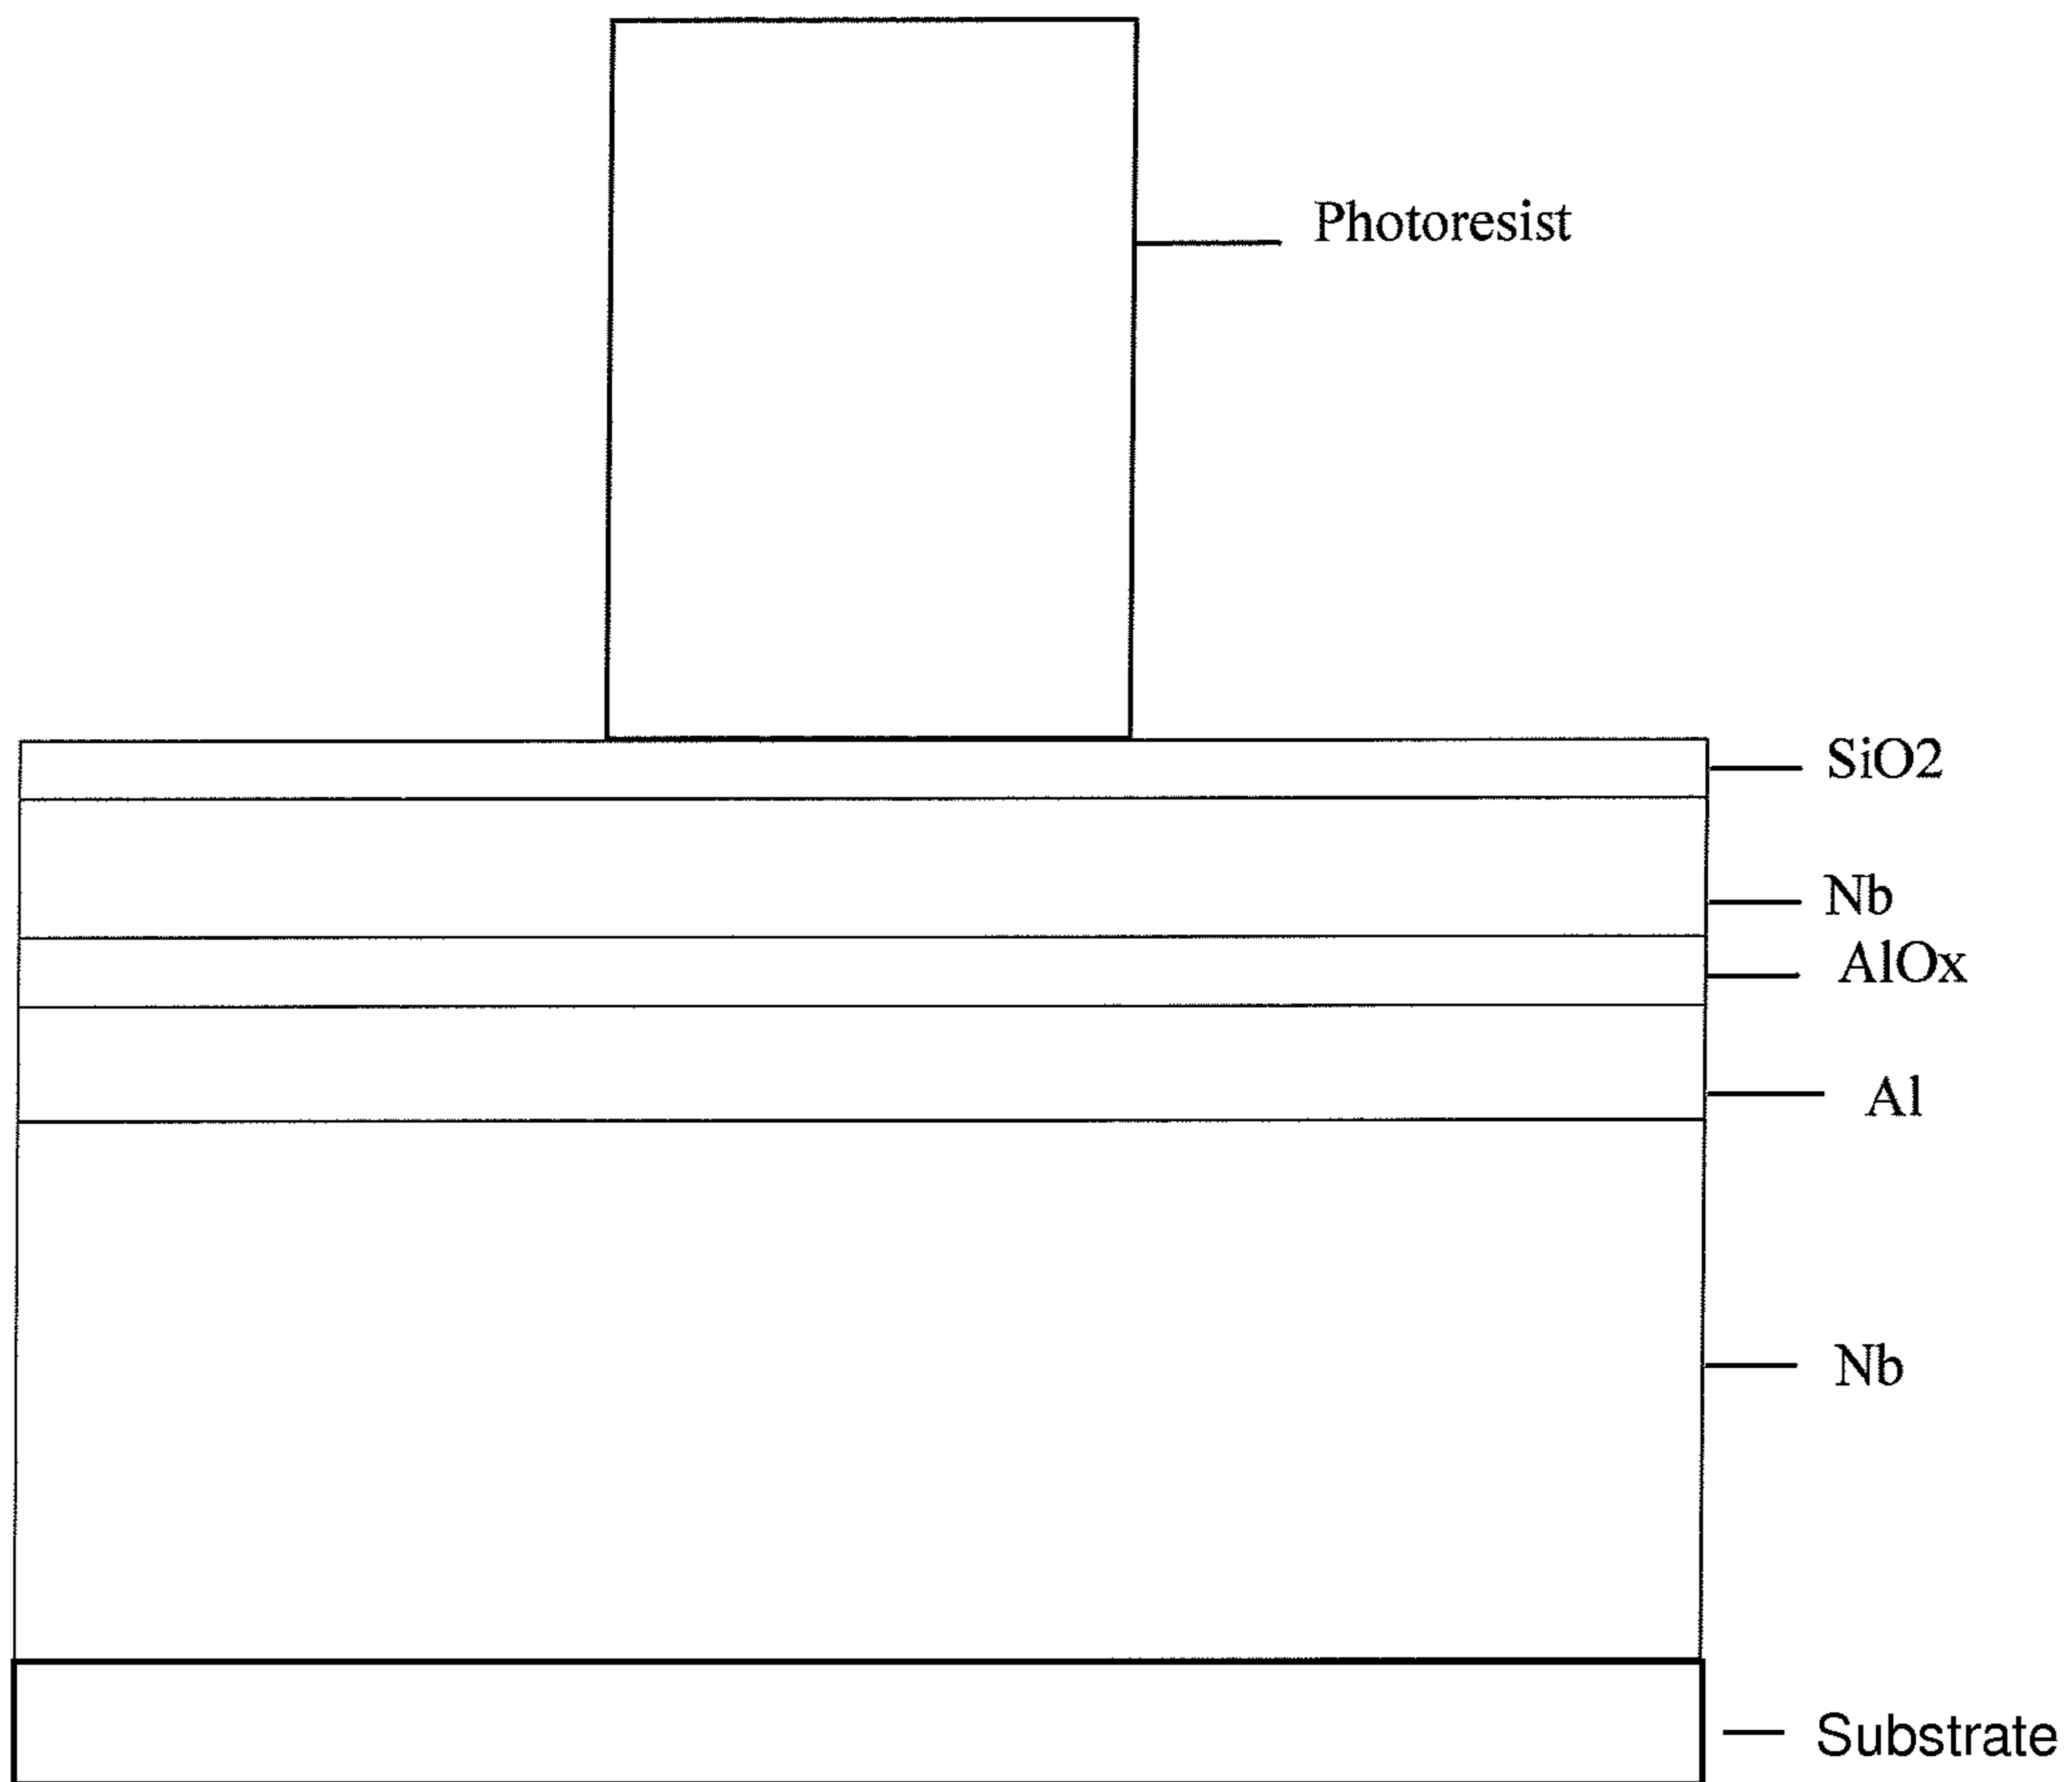 Photoresist
SiO2
Nb
AlOx
Al
Nb
Substrate